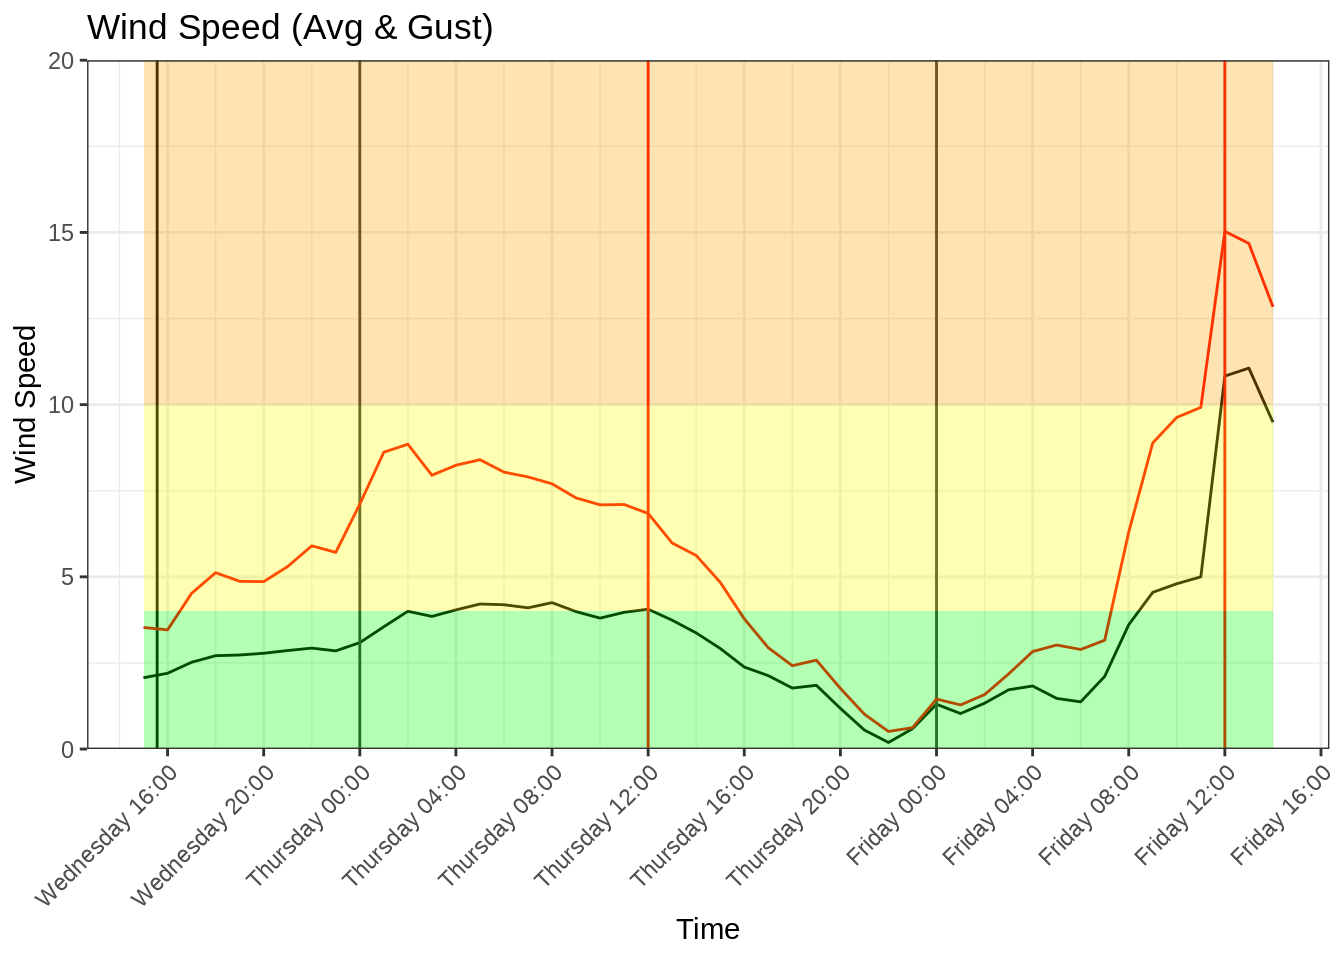 Wind Speed (Avg & Gust)
Wind Speed
20
15
10
5
0
Wednesday 16:00
Wednesday 20:00
Thursday 00:00
Thursday 04:00
Thursday 08:00
Thursday 12:00
Thursday 16:00
Thursday 20:00
Friday 00:00
Friday 04:00
Friday 08:00
Friday 12:00
Friday 16:00
Time